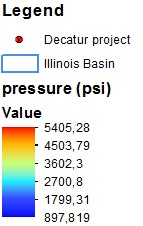 Legend
Decatur project
Illinois Basin
pressure (psi)
Value
5405,28
4503,79
3602,3
2700,8
1799,31
897,819